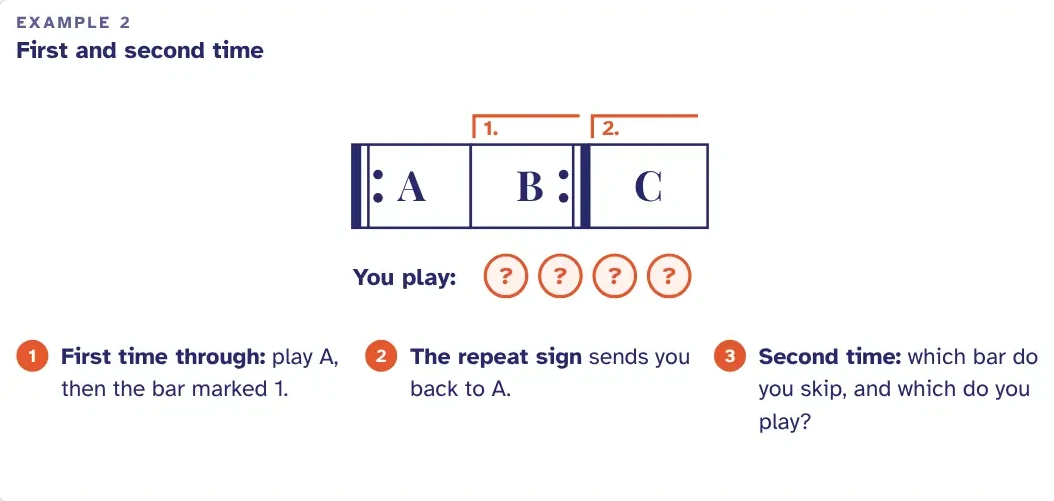 EXAMPLE 2
First and second time
1. 2.
A B C
You play: ? ? ? ?
1 First time through: play A,
then the bar marked 1.
2 The repeat sign sends you
back to A.
3 Second time: which bar do
you skip, and which do you
play?